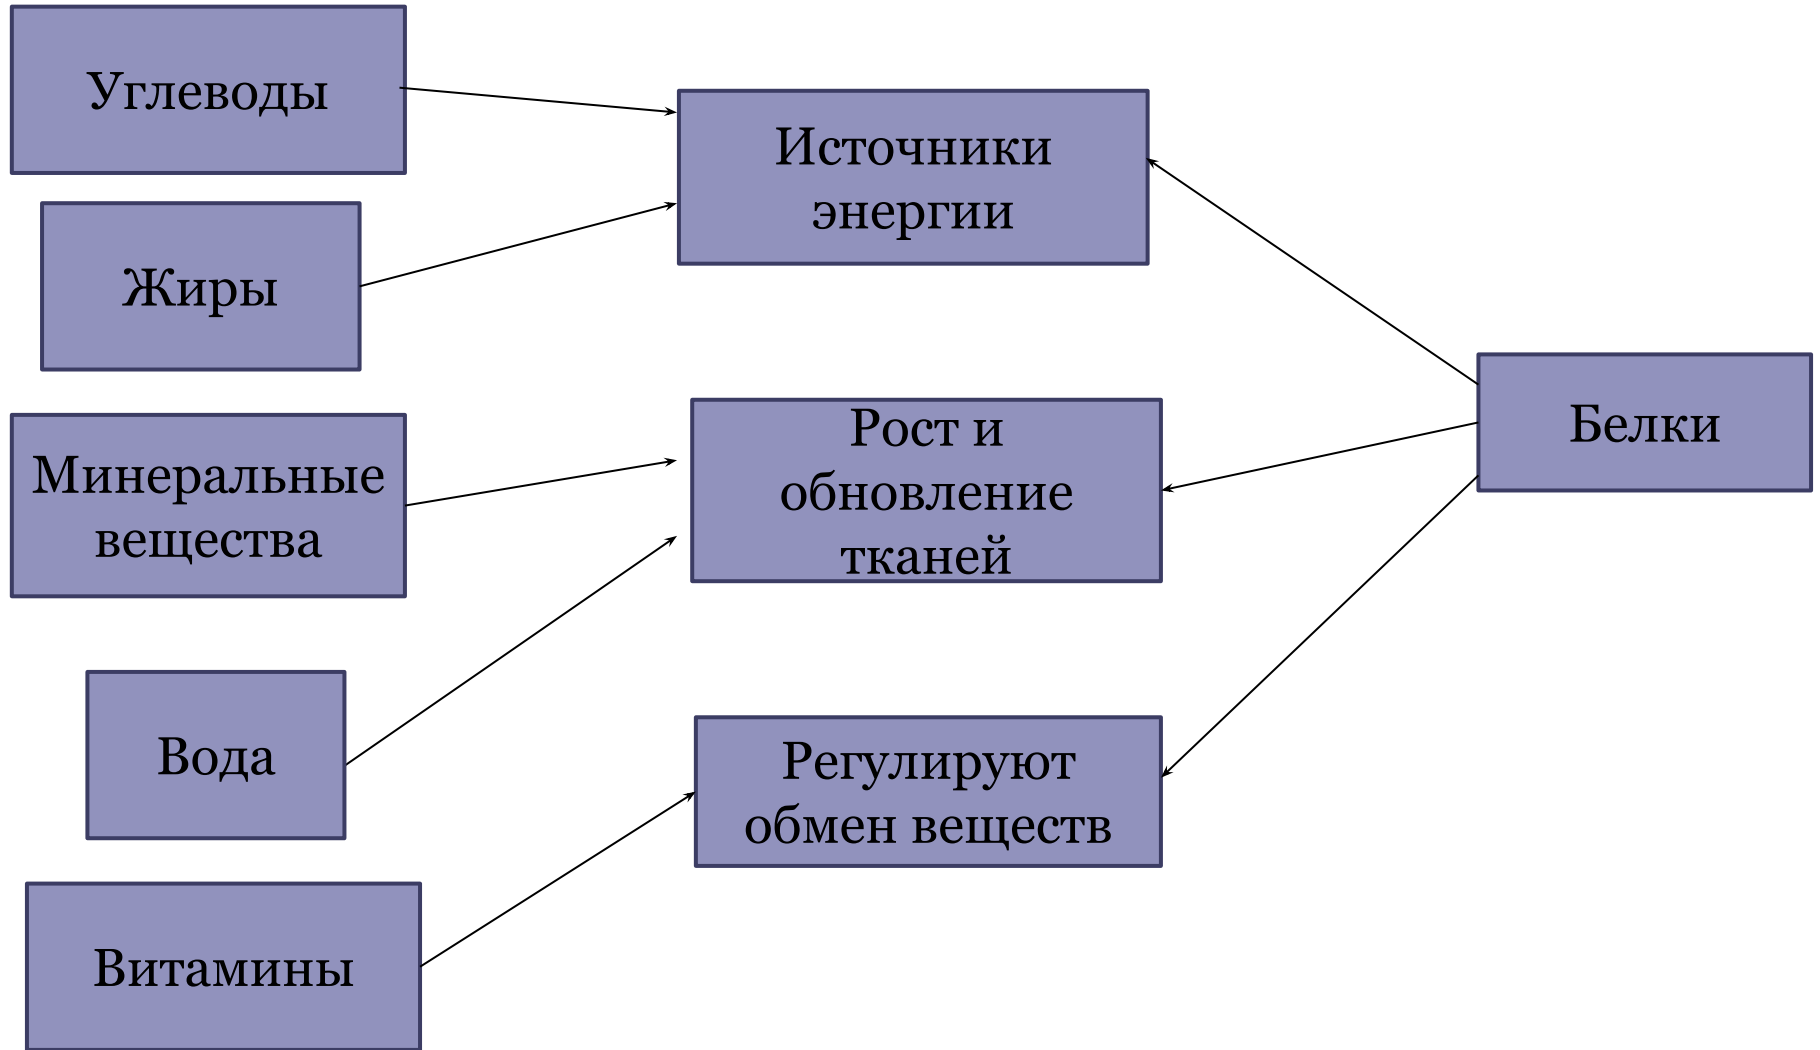 Углеводы
Жиры
Минеральные
вещества
Вода
Витамины
Источники
энергии
Рост и
обновление
тканей
Регулируют
обмен веществ
Белки